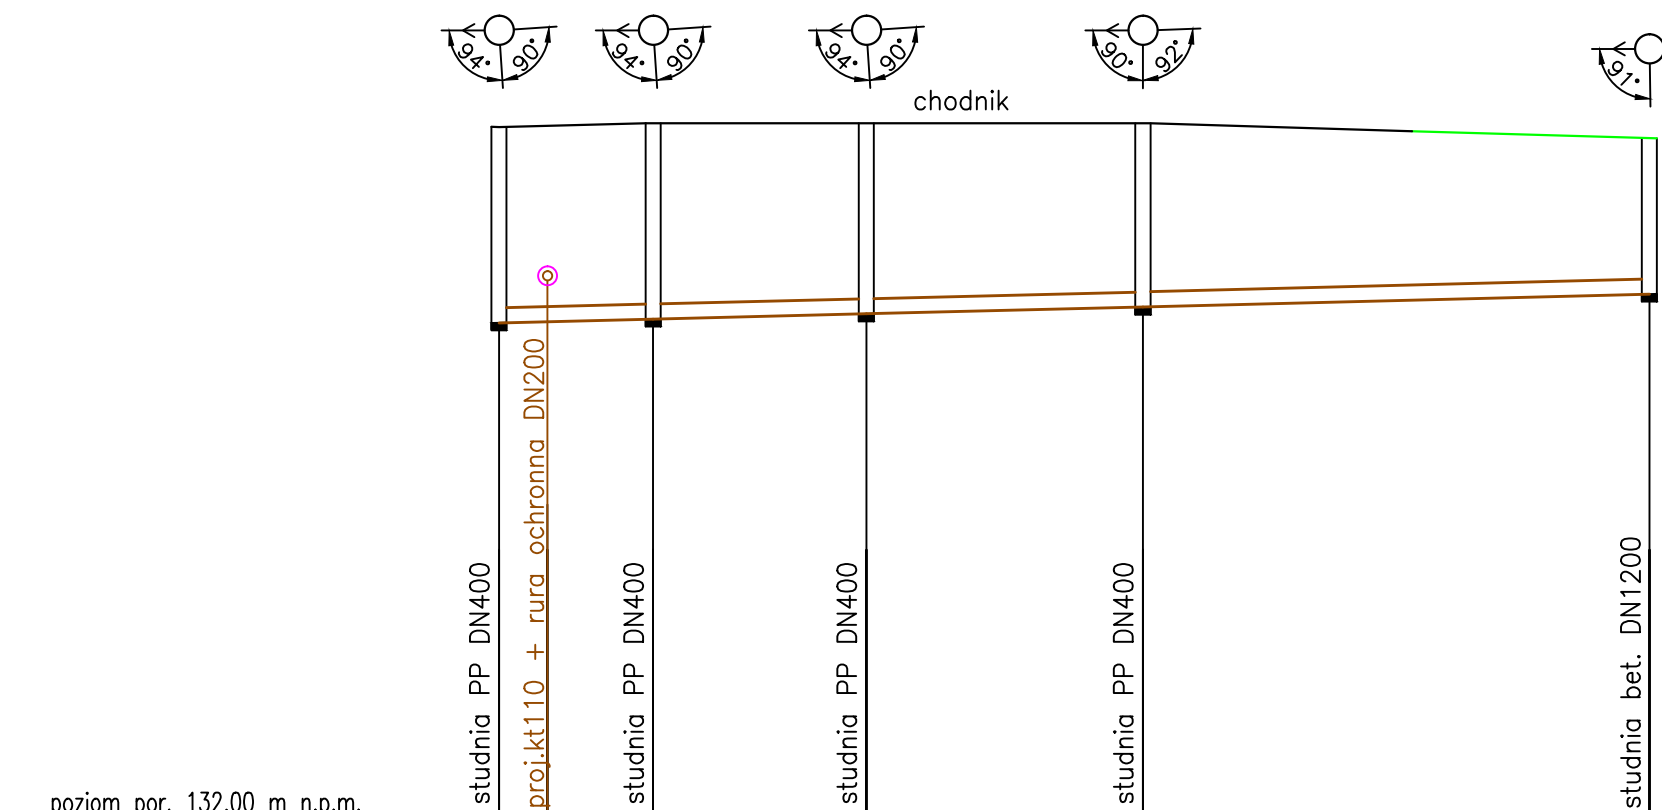 94° 90°
94° 90°
94° 90°
90° 92°
91°
chodnik
studnia PP DN400
proj.kt110 + rura ochronna DN200
studnia PP DN400
studnia PP DN400
studnia PP DN400
studnia bet. DN1200
poziom por. 132.00 m n.p.m.